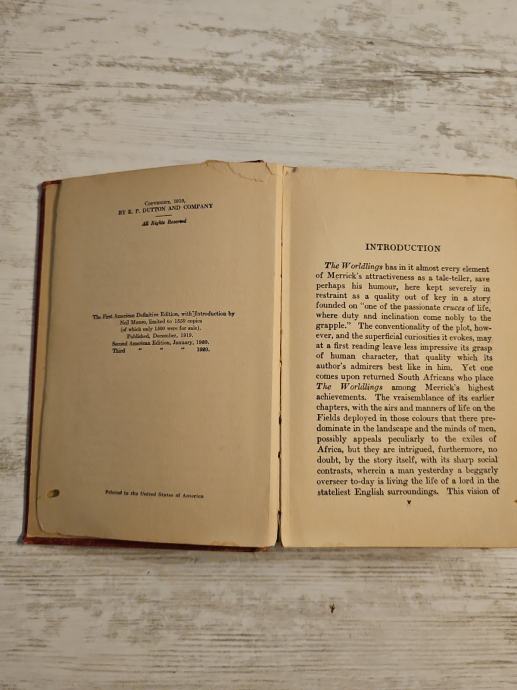 Copyright, 1919,
BY E. P. DUTTON AND COMPANY
All Rights Reserved
The First American Definitive Edition, with Introduction by
Neil Munro, limited to 1550 copies
(of which only 1500 were for sale).
Published, December, 1919.
Second American Edition, January, 1920.
Third " " " 1920.
Printed in the United States of America
INTRODUCTION
The Worldlings has in it almost every element
of Merrick's attractiveness as a tale-teller, save
perhaps his humour, here kept severely in
restraint as a quality out of key in a story
founded on "one of the passionate cruces of life,
where duty and inclination come nobly to the
grapple." The conventionality of the plot, how-
ever, and the superficial curiosities it evokes, may
at a first reading leave less impressive its grasp
of human character, that quality which its
author's admirers best like in him. Yet one
comes upon returned South Africans who place
The Worldlings among Merrick's highest
achievements. The vraisemblance of its earlier
chapters, with the airs and manners of life on the
Fields deployed in those colours that there pre-
dominate in the landscape and the minds of men,
possibly appeals peculiarly to the exiles of
Africa, but they are intrigued, furthermore, no
doubt, by the story itself, with its sharp social
contrasts, wherein a man yesterday a beggarly
overseer to-day is living the life of a lord in the
stateliest English surroundings. This vision of
v